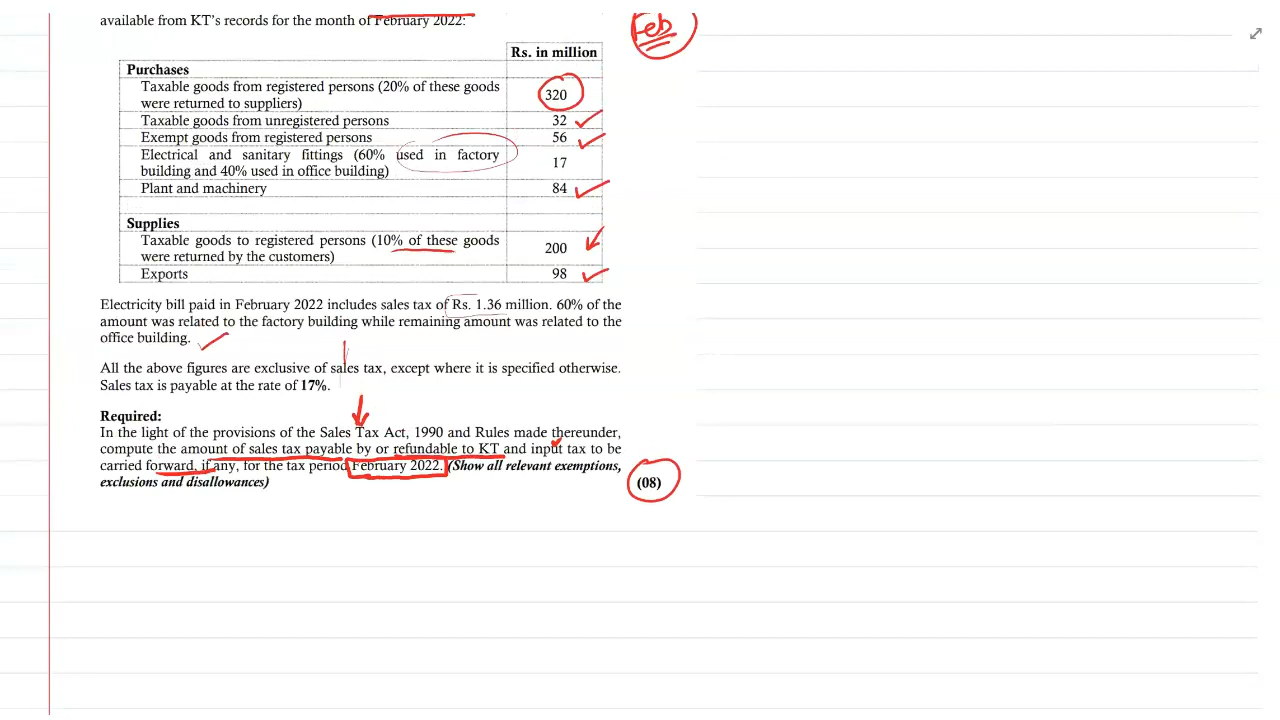 available from KT's records for the month of February 2022:
Feb
Rs. in million
Purchases
Taxable goods from registered persons (20% of these goods
were returned to suppliers)
320
Taxable goods from unregistered persons 32
Exempt goods from registered persons 56
Electrical and sanitary fittings (60% used in factory
building and 40% used in office building)
17
Plant and machinery 84
Supplies
Taxable goods to registered persons (10% of these goods
were returned by the customers)
200
Exports 98
Electricity bill paid in February 2022 includes sales tax of Rs. 1.36 million. 60% of the
amount was related to the factory building while remaining amount was related to the
office building.
All the above figures are exclusive of sales tax, except where it is specified otherwise.
Sales tax is payable at the rate of 17%.
Required:
In the light of the provisions of the Sales Tax Act, 1990 and Rules made thereunder,
compute the amount of sales tax payable by or refundable to KT and input tax to be
carried forward, if any, for the tax period February 2022. (Show all relevant exemptions,
exclusions and disallowances)
(08)